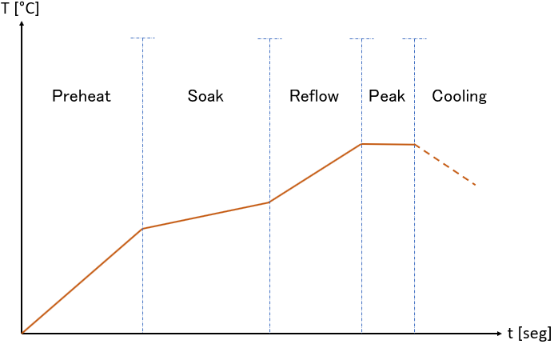 T [°C]
Preheat Soak Reflow Peak Cooling
t [seg]